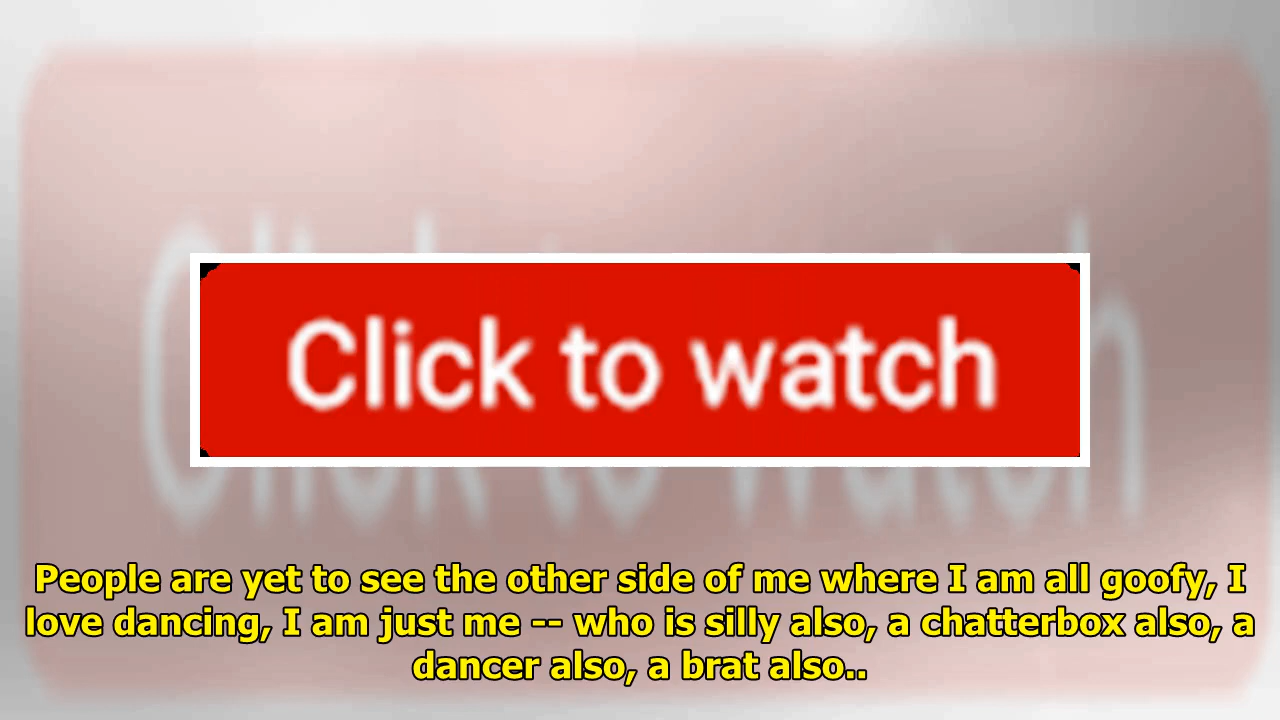 Click to watch
People are yet to see the other side of me where I am all goofy, I
love dancing, I am just me -- who is silly also, a chatterbox also, a
dancer also, a brat also..